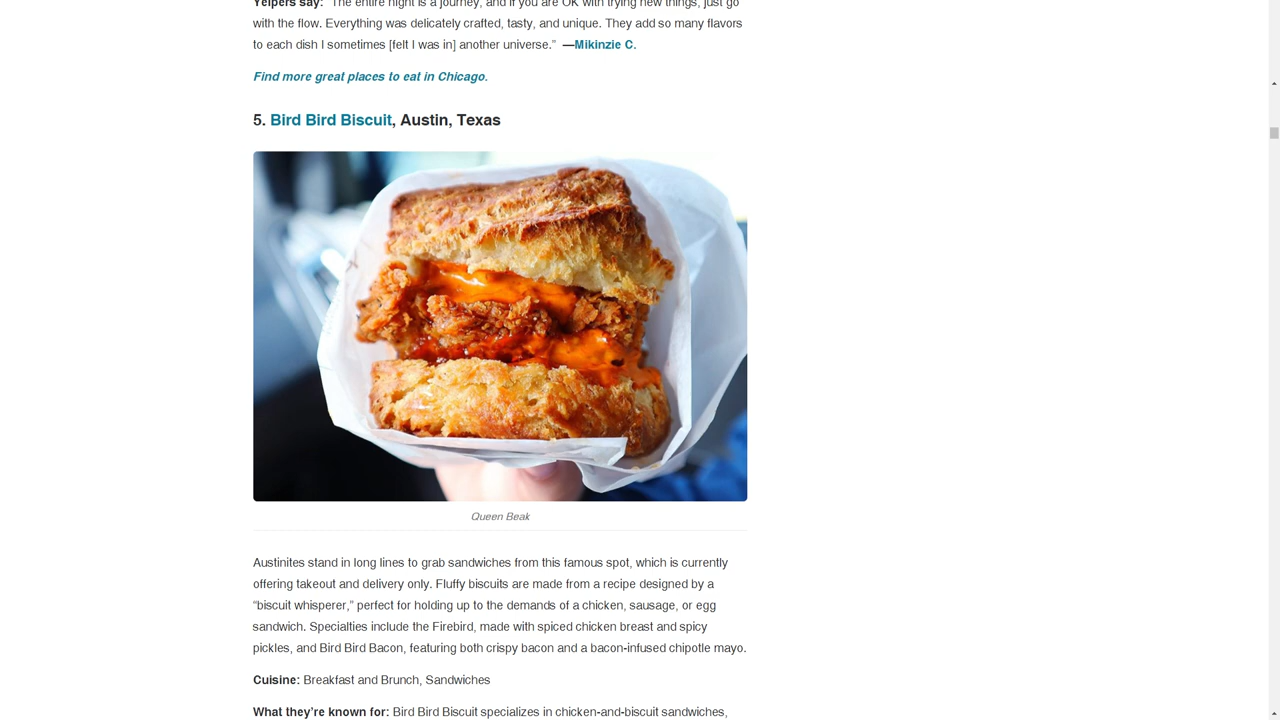 Yelpers say: “The entire night is a journey, and if you are OK with trying new things, just go
with the flow. Everything was delicately crafted, tasty, and unique. They add so many flavors
to each dish I sometimes [felt I was in] another universe.” —Mikinzie C.
Find more great places to eat in Chicago.
5. Bird Bird Biscuit, Austin, Texas
Queen Beak
Austinites stand in long lines to grab sandwiches from this famous spot, which is currently
offering takeout and delivery only. Fluffy biscuits are made from a recipe designed by a
“biscuit whisperer,” perfect for holding up to the demands of a chicken, sausage, or egg
sandwich. Specialties include the Firebird, made with spiced chicken breast and spicy
pickles, and Bird Bird Bacon, featuring both crispy bacon and a bacon-infused chipotle mayo.
Cuisine: Breakfast and Brunch, Sandwiches
What they’re known for: Bird Bird Biscuit specializes in chicken-and-biscuit sandwiches,